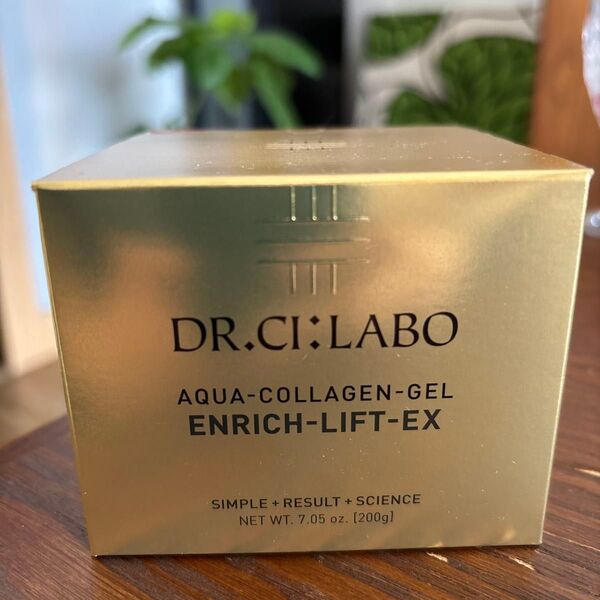 DR.CI:LABO
AQUA-COLLAGEN-GEL
ENRICH-LIFT-EX
SIMPLE + RESULT + SCIENCE
NET WT. 7.05 oz. [200g]